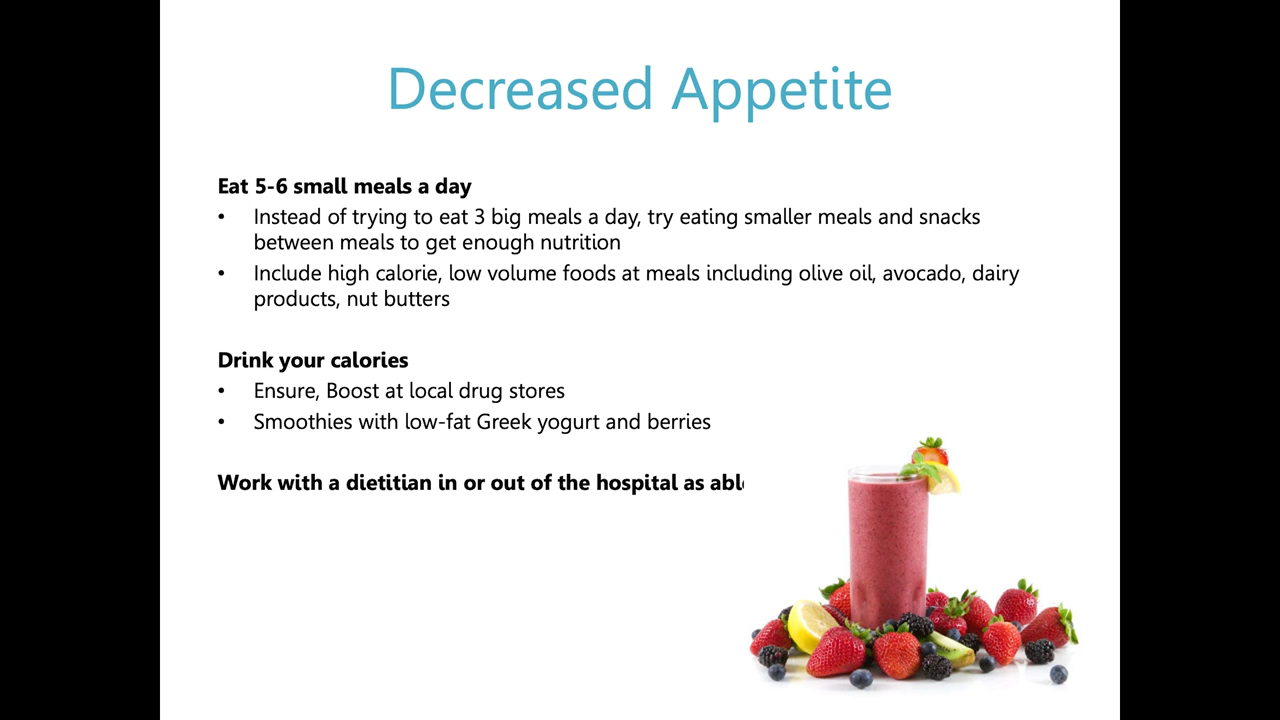 Decreased Appetite
Eat 5-6 small meals a day
• Instead of trying to eat 3 big meals a day, try eating smaller meals and snacks
between meals to get enough nutrition
• Include high calorie, low volume foods at meals including olive oil, avocado, dairy
products, nut butters
Drink your calories
• Ensure, Boost at local drug stores
• Smoothies with low-fat Greek yogurt and berries
Work with a dietitian in or out of the hospital as able